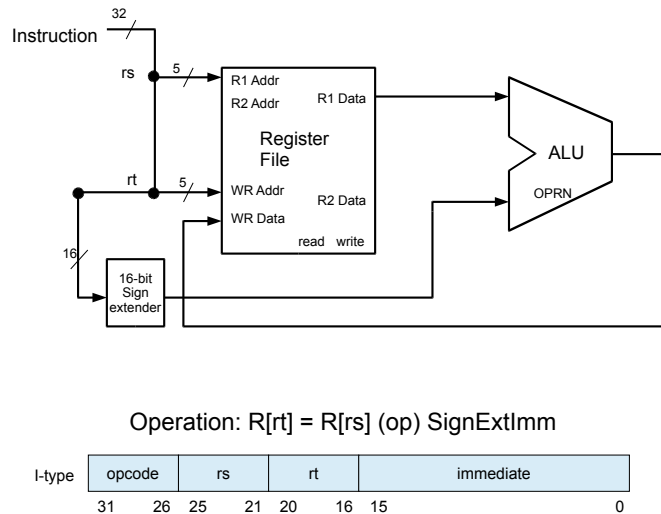 32
Instruction
rs
5
R1 Addr
R2 Addr
R1 Data
Register
File
ALU
rt
5
WR Addr
R2 Data
OPRN
WR Data
read write
16
16-bit
Sign
extender
Operation: R[rt] = R[rs] (op) SignExtImm
I-type opcode rs rt immediate
31 26 25 21 20 16 15 0